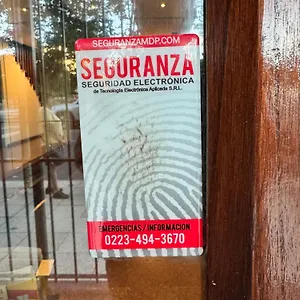 SEGURANZAMDP.COM
SEGURANZA
SEGURIDAD ELECTRÓNICA
de Tecnología Electrónica Aplicada S.R.L.
EMERGENCIAS / INFORMACIÓN
0223-494-3670